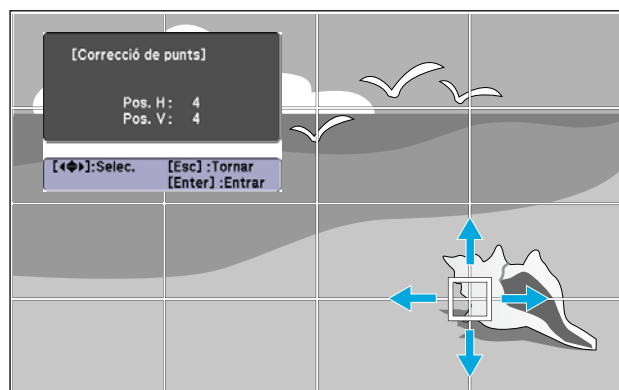 [Correcció de punts]
Pos. H: 4
Pos. V: 4
[◀◆▶]:Selec. [Esc] :Tornar
[Enter] :Entrar